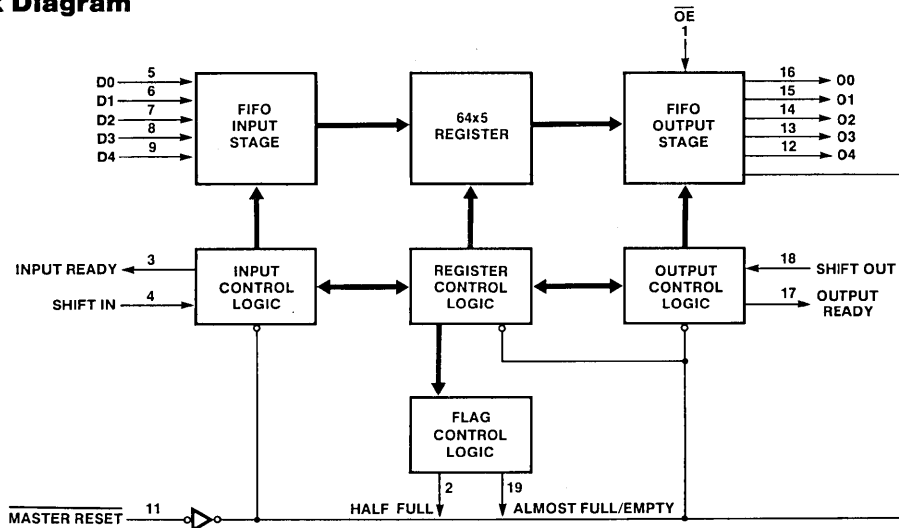 Diagram
OE
1
D0 5
D1 6
D2 7
D3 8
D4 9
FIFO
INPUT
STAGE
64x5
REGISTER
FIFO
OUTPUT
STAGE
16 O0
15 O1
14 O2
13 O3
12 O4
INPUT READY 3
SHIFT IN 4
INPUT
CONTROL
LOGIC
REGISTER
CONTROL
LOGIC
OUTPUT
CONTROL
LOGIC
18 SHIFT OUT
17 OUTPUT
READY
FLAG
CONTROL
LOGIC
2 19
HALF FULL ALMOST FULL/EMPTY
MASTER RESET 11